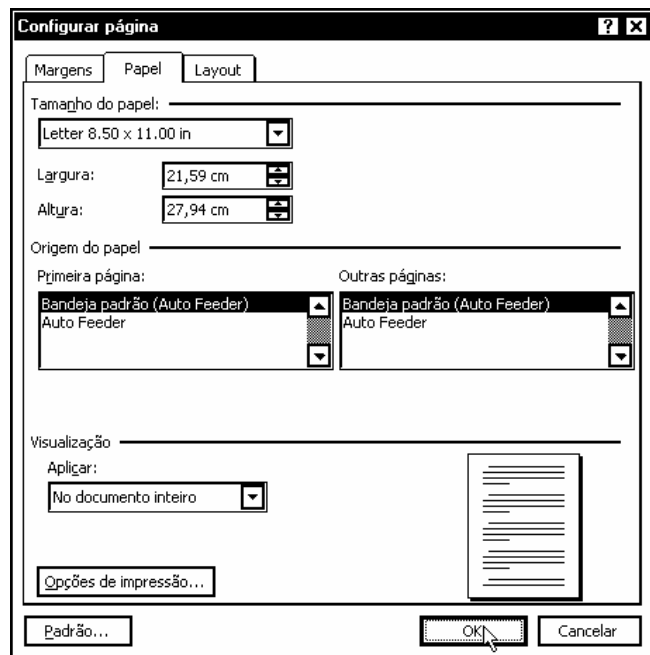 Configurar página
Margens Papel Layout
Tamanho do papel:
Letter 8.50 x 11.00 in
Largura: 21,59 cm
Altura: 27,94 cm
Origem do papel
Primeira página: Outras páginas:
Bandeja padrão (Auto Feeder) Bandeja padrão (Auto Feeder)
Auto Feeder Auto Feeder
Visualização
Aplicar:
No documento inteiro
Opções de impressão...
Padrão... OK Cancelar